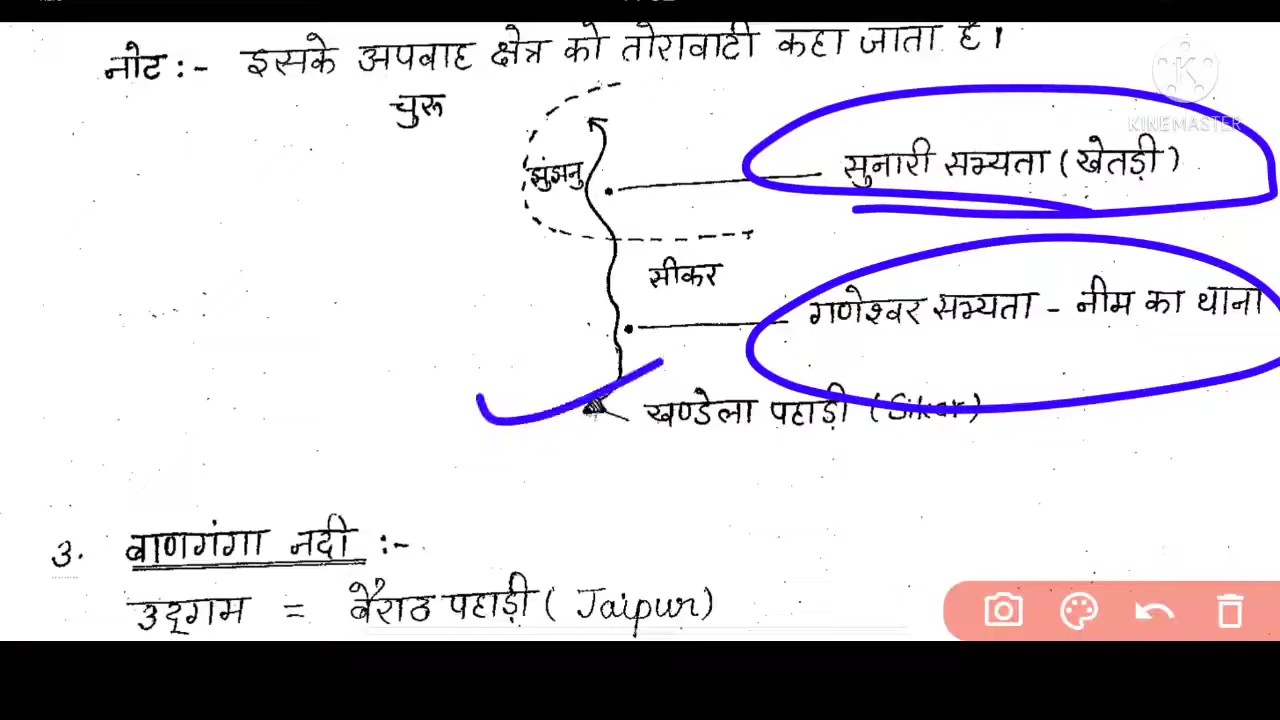 नोट :- इसके अपवाह क्षेत्र को तोरावाटी कहा जाता है।
चुरू
KINEMASTER
झुंझनु
सुनारी सभ्यता (खेतड़ी)
सीकर
गणेश्वर सभ्यता - नीम का थाना
खण्डेला पहाड़ी (Sikar)
3. बाणगंगा नदी :-
उद्गम = बैराठ पहाड़ी (Jaipur)